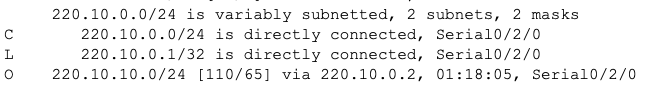 220.10.0.0/24 is variably subnetted, 2 subnets, 2 masks
C 220.10.0.0/24 is directly connected, Serial0/2/0
L 220.10.0.1/32 is directly connected, Serial0/2/0
O 220.10.10.0/24 [110/65] via 220.10.0.2, 01:18:05, Serial0/2/0